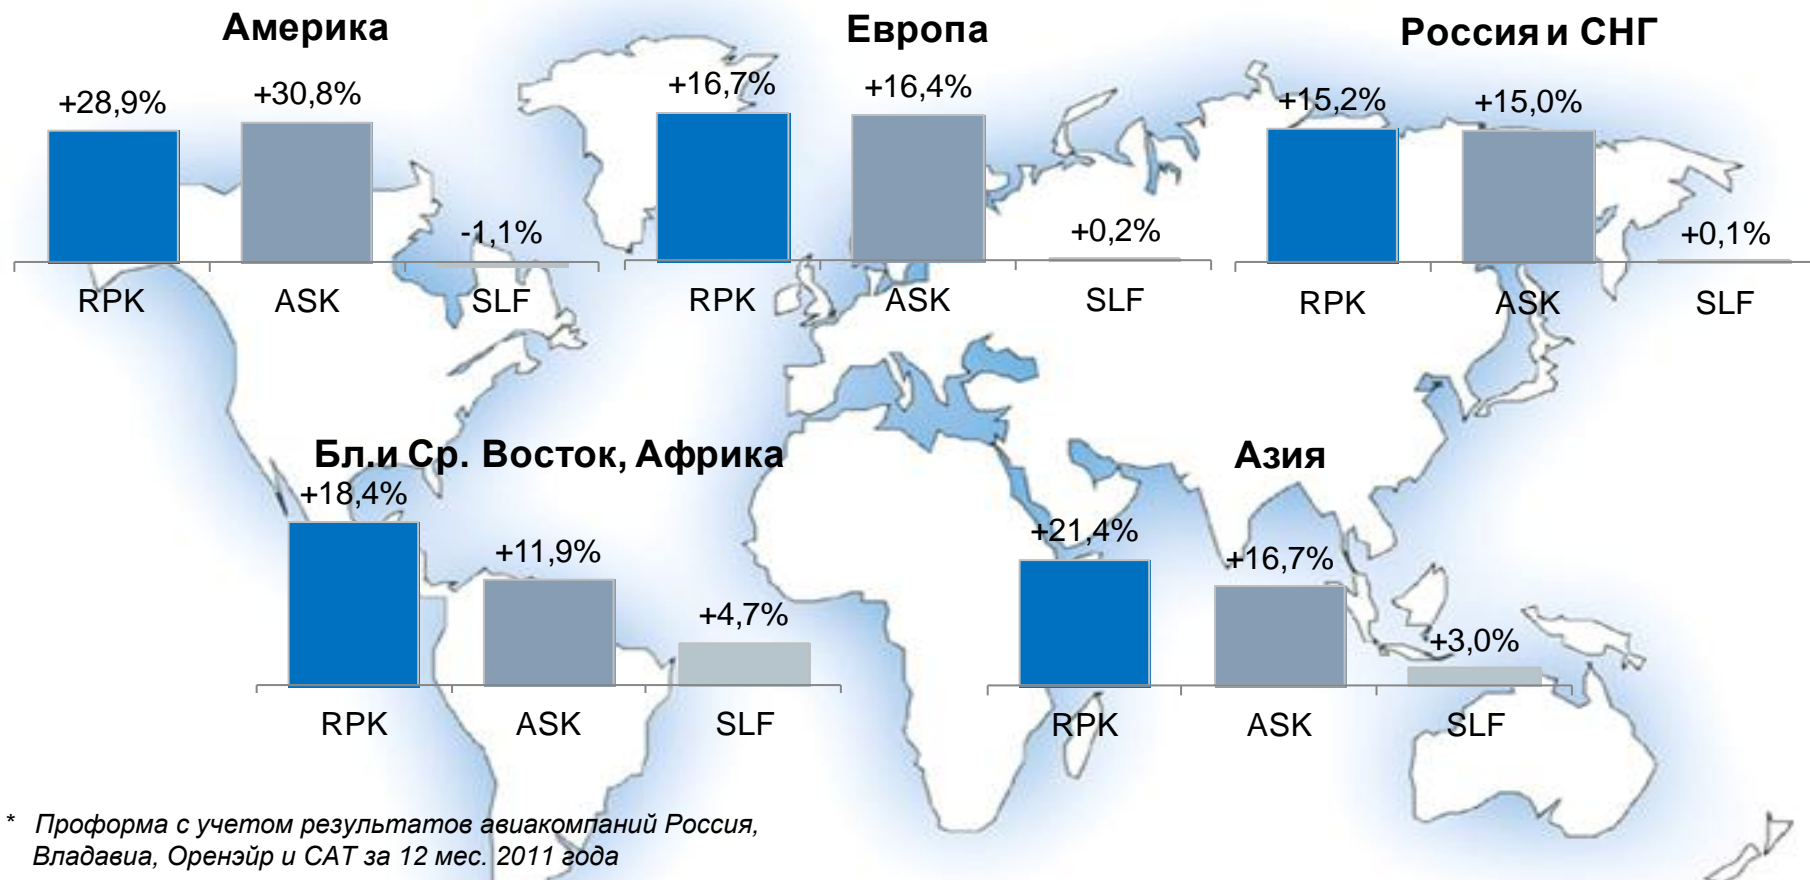 Америка
+28,9%
+30,8%
-1,1%
RPK
ASK
SLF
Европа
+16,7%
+16,4%
+0,2%
RPK
ASK
SLF
Россия и СНГ
+15,2%
+15,0%
+0,1%
RPK
ASK
SLF
Бл.и Ср. Восток, Африка
+18,4%
+11,9%
+4,7%
RPK
ASK
SLF
Азия
+21,4%
+16,7%
+3,0%
RPK
ASK
SLF
* Проформа с учетом результатов авиакомпаний Россия,
Владавиа, Оренэйр и САТ за 12 мес. 2011 года